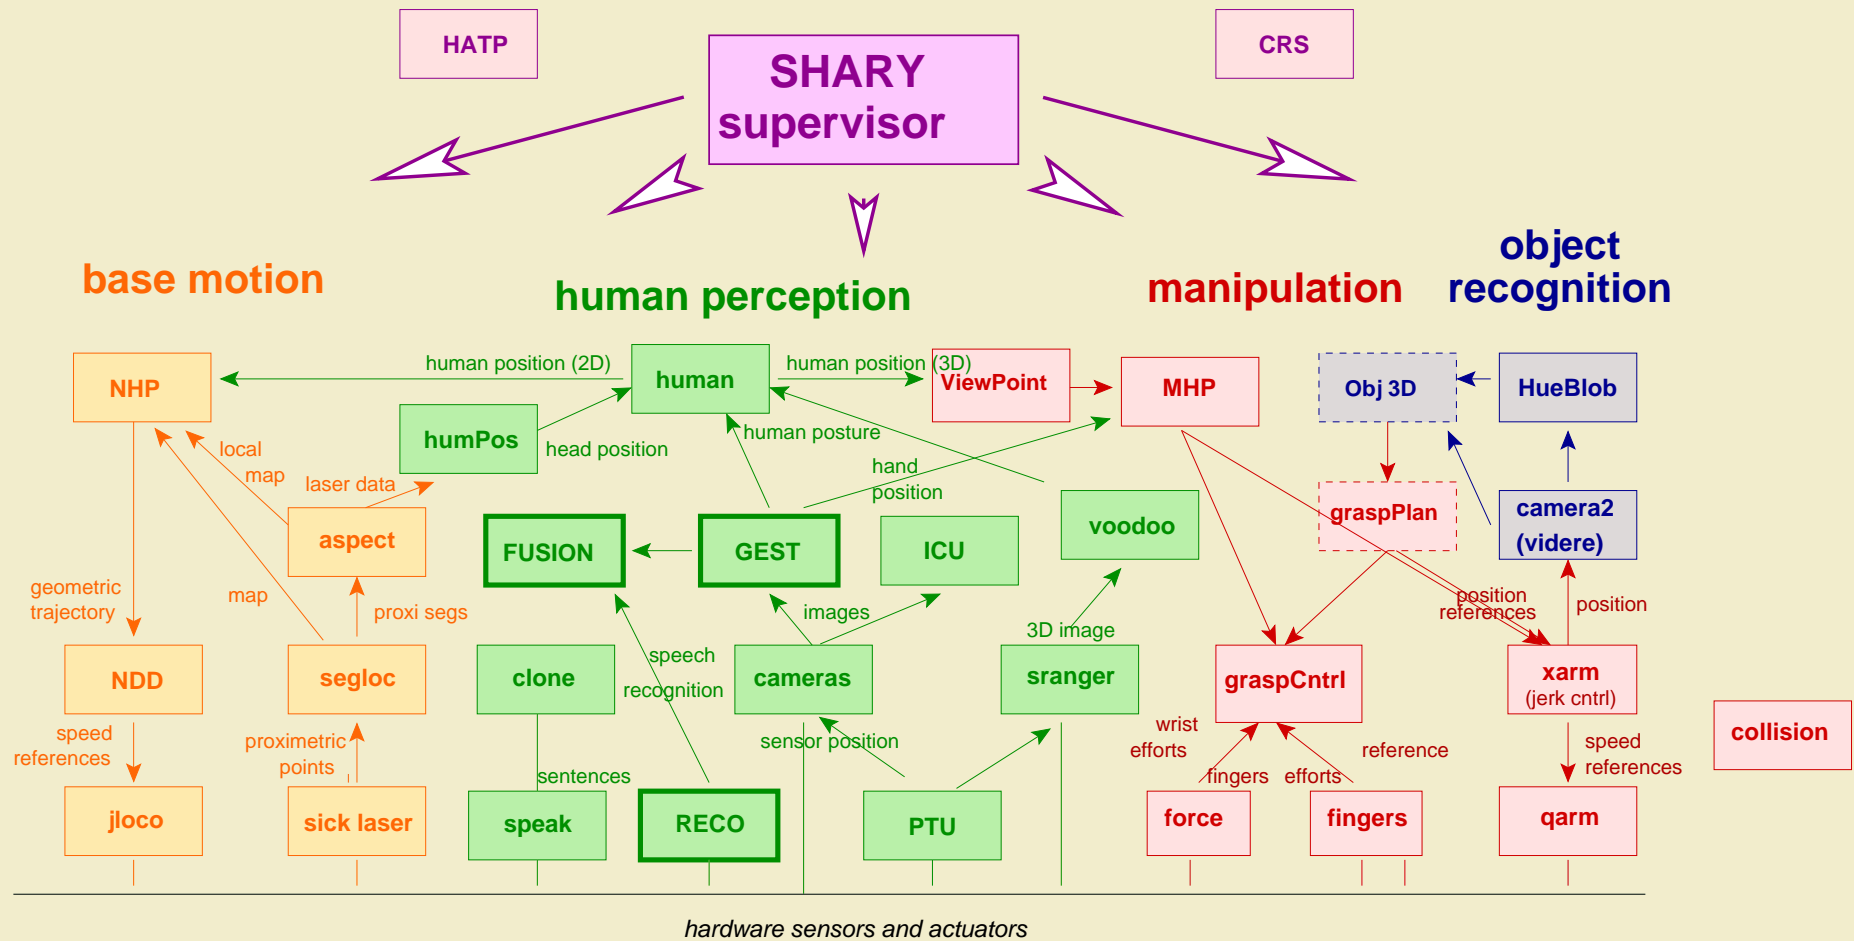 HATP
SHARY
supervisor
CRS
base motion
human perception
manipulation
object
recognition
NHP
human position (2D)
human
human position (3D)
ViewPoint
MHP
Obj 3D
HueBlob
humPos
head position
human posture
local
map
laser data
hand
position
aspect
FUSION
GEST
ICU
voodoo
graspPlan
camera2
(videre)
geometric
trajectory
map
proxi segs
images
3D image
position
references
position
NDD
segloc
clone
speech
recognition
cameras
sranger
graspCntrl
xarm
(jerk cntrl)
collision
speed
references
proximetric
points
sentences
sensor position
wrist
efforts
fingers
efforts
reference
speed
references
jloco
sick laser
speak
RECO
PTU
force
fingers
qarm
hardware sensors and actuators